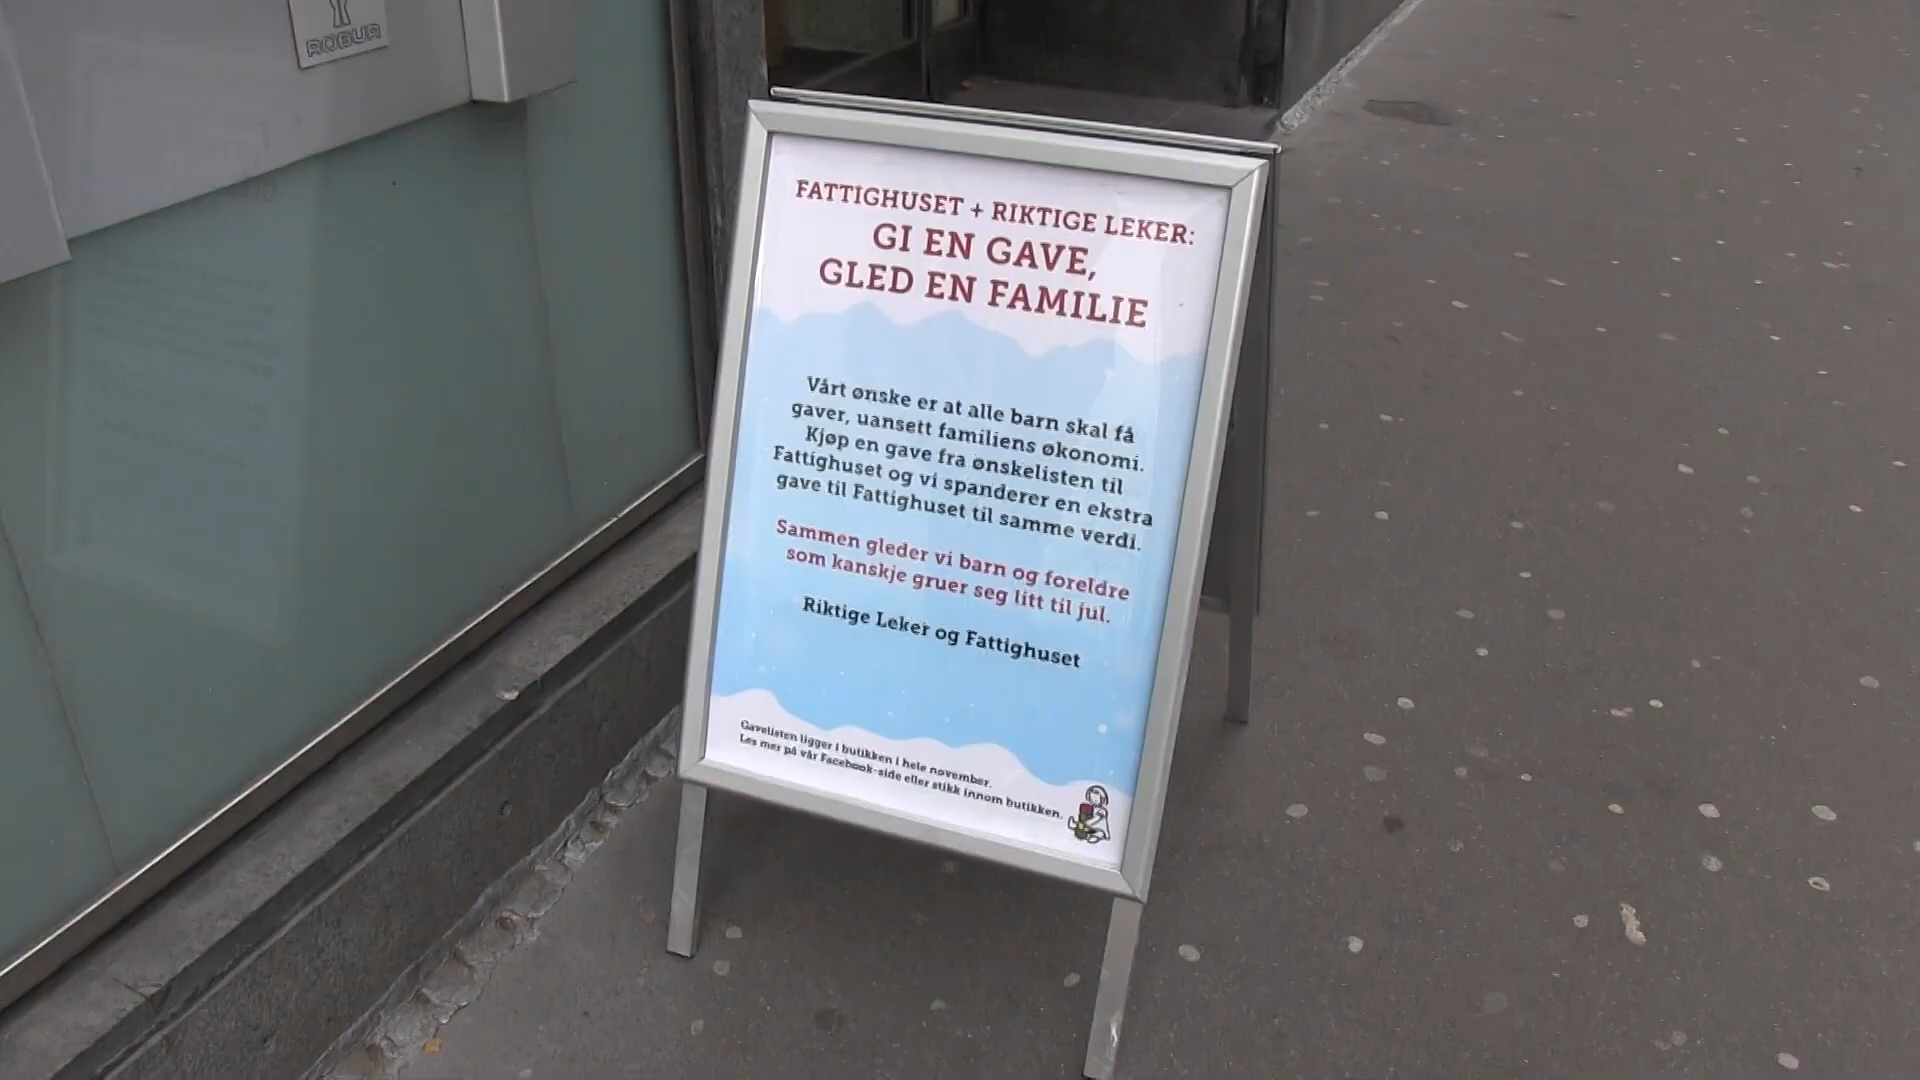 ROBUR
FATTIGHUSET + RIKTIGE LEKER:
GI EN GAVE,
GLED EN FAMILIE
Vårt ønske er at alle barn skal få
gaver, uansett familiens økonomi.
Kjøp en gave fra ønskelisten til
Fattighuset og vi spanderer en ekstra
gave til Fattighuset til samme verdi.
Sammen gleder vi barn og foreldre
som kanskje gruer seg litt til jul.
Riktige Leker og Fattighuset
Gavelisten ligger i butikken i hele november.
Les mer på vår Facebook-side eller stikk innom butikken.